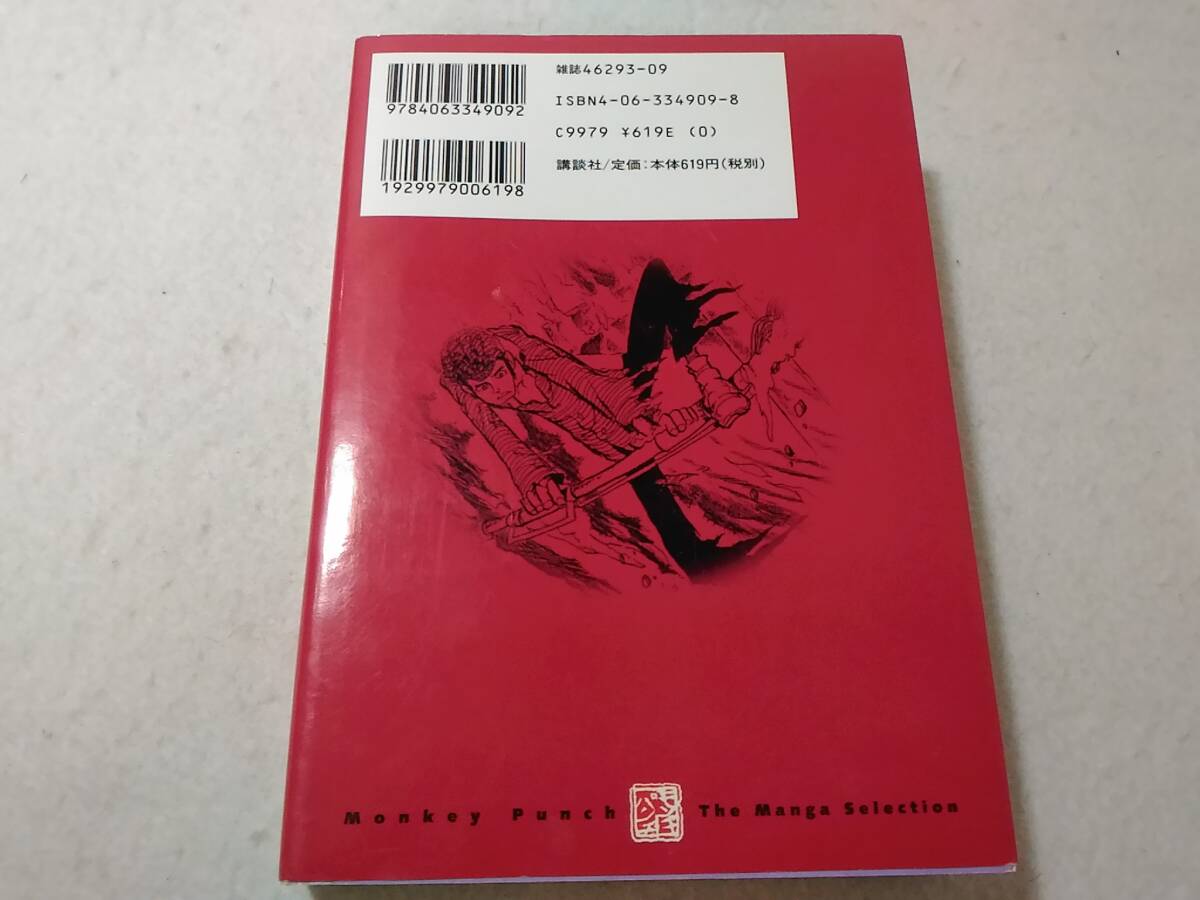 9784063349092
1929979006198
雑誌46293-09
ISBN4-06-334909-8
C9979 ¥619E (0)
講談社/定価:本体619円(税別)
Monkey Punch The Manga Selection